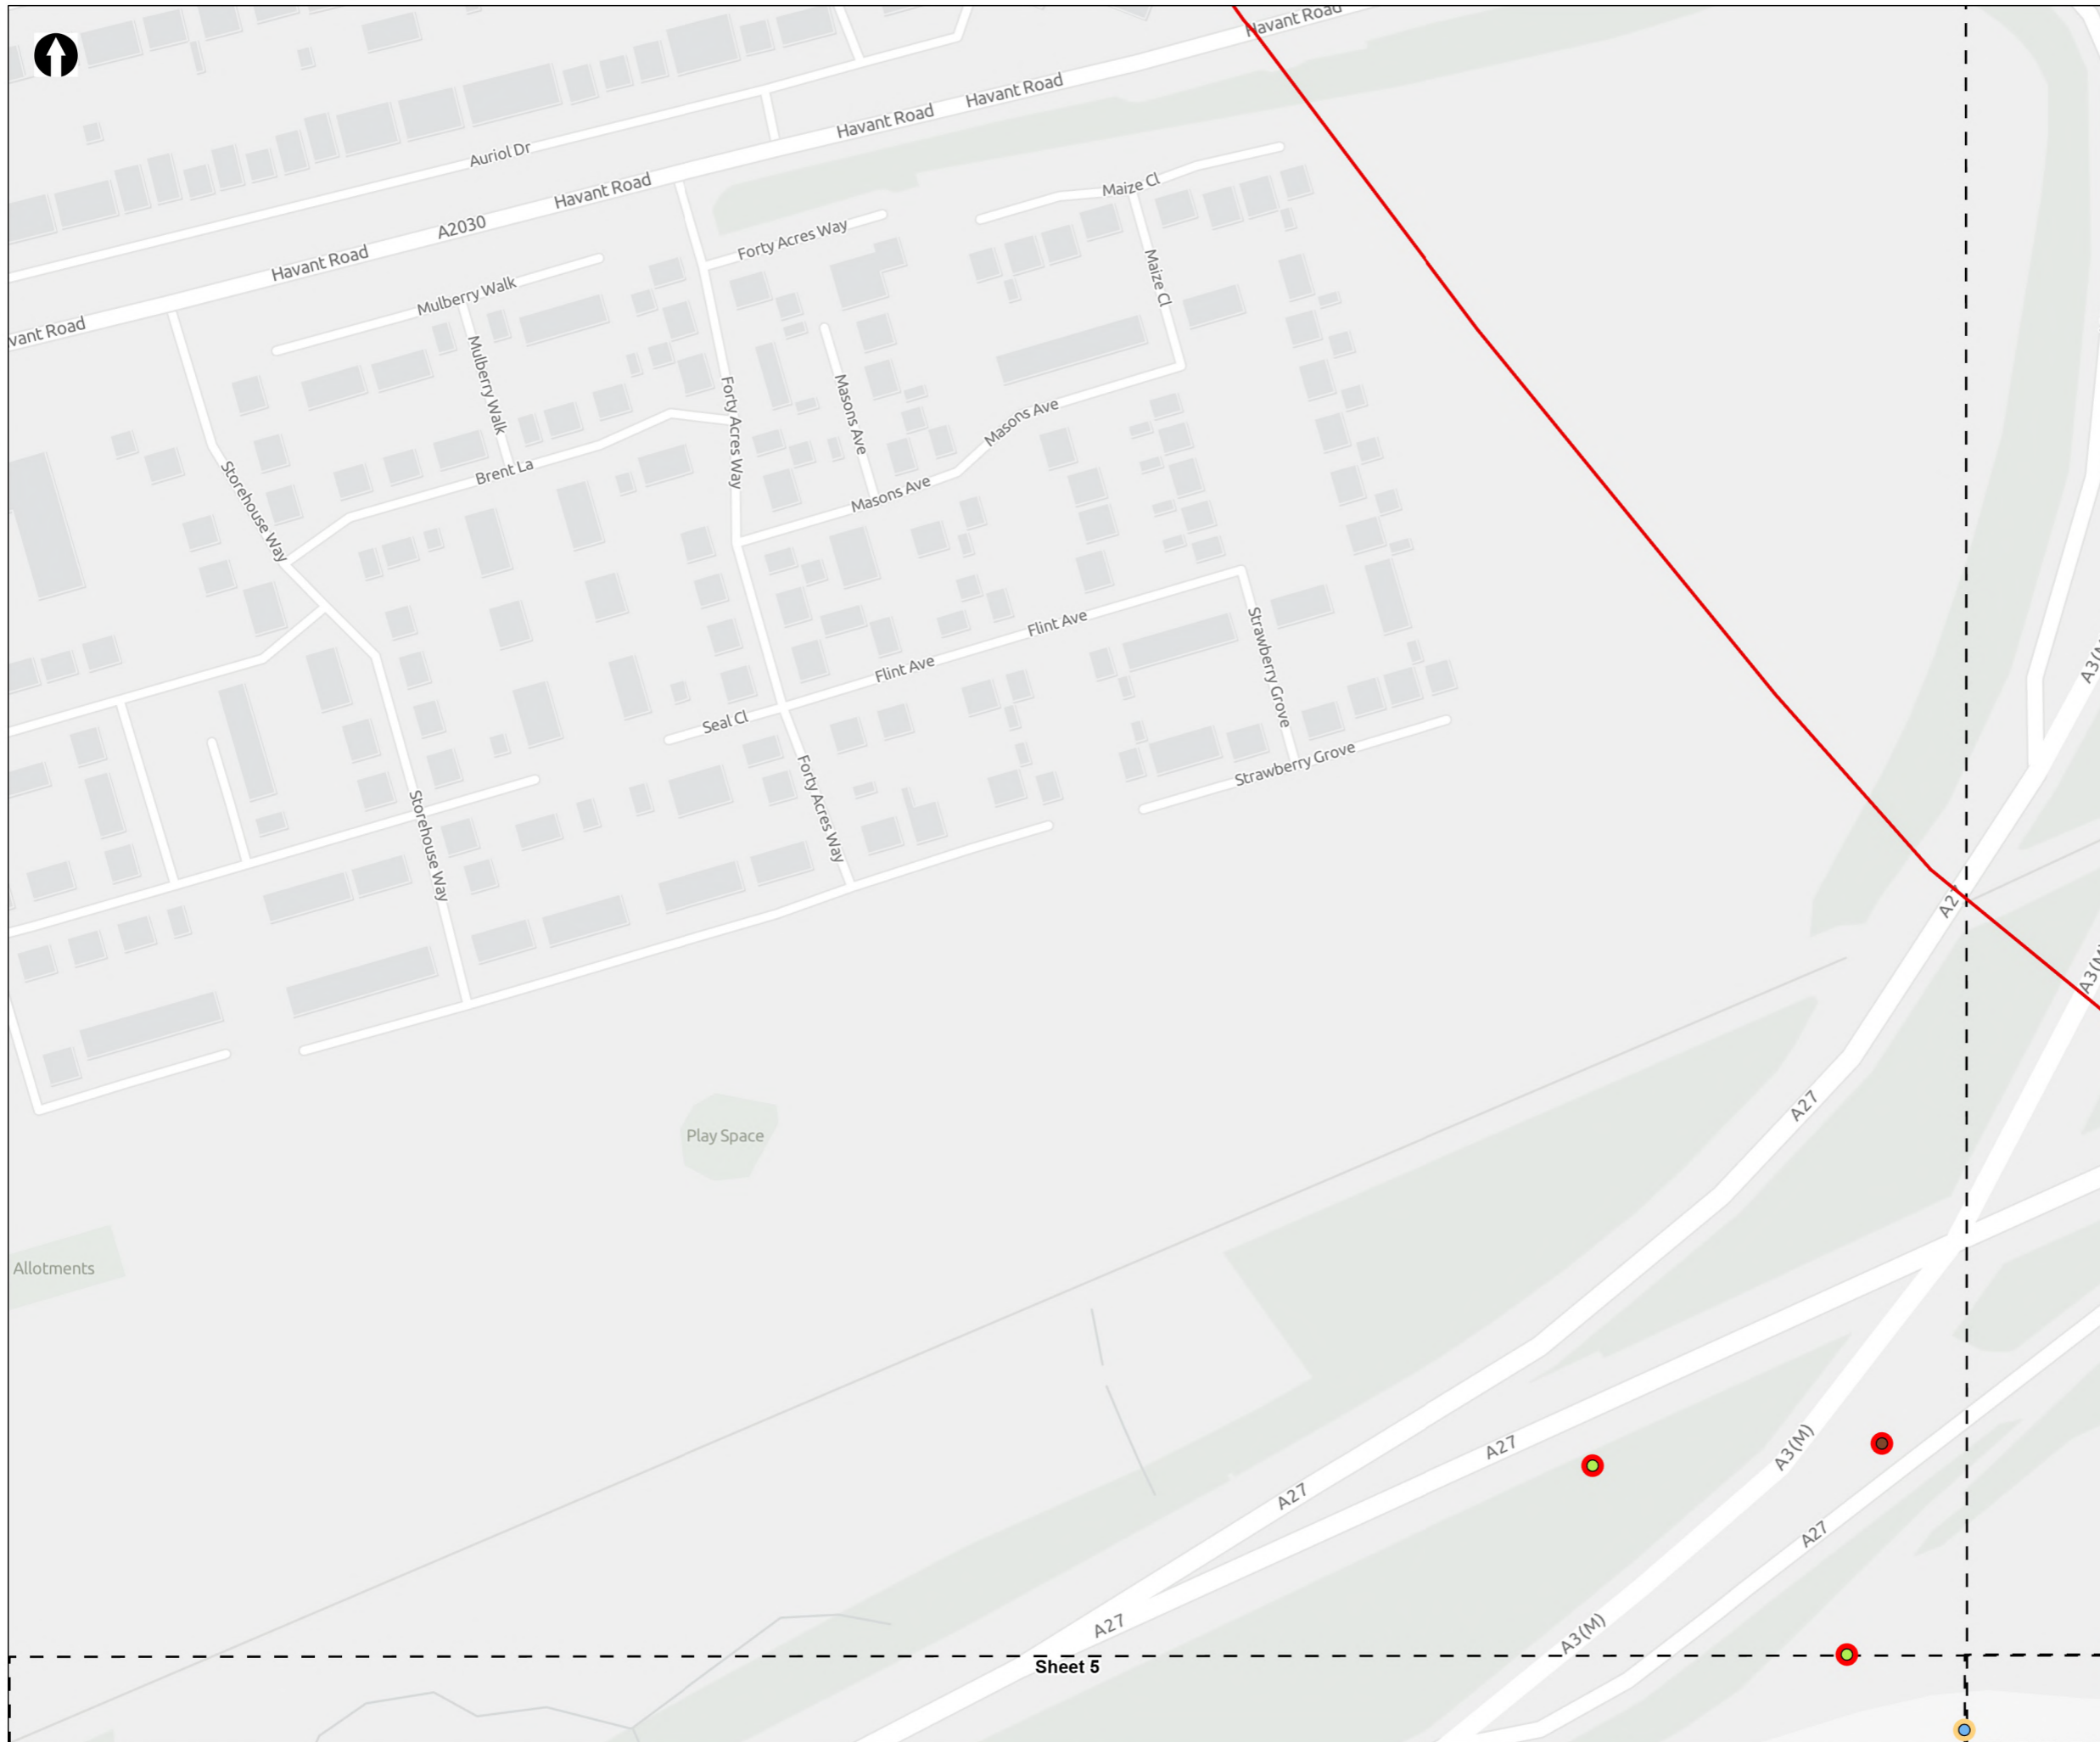 Havant Road
Havant Road
Havant Road
Auriol Dr
Havant Road
Maize Cl
A2030
Forty Acres Way
Havant Road
Maize Cl
Mulberry Walk
vant Road
Mulberry Walk
Masons Ave
Forty Acres Way
Masons Ave
Brent La
Masons Ave
Storehouse Way
Flint Ave
Strawberry Grove
Flint Ave
Seal Cl
Strawberry Grove
Forty Acres Way
Storehouse Way
A3(M
A2
A3(M
A27
Play Space
Allotments
A27
A3(M)
A27
A27
A27
A3(M)
Sheet 5